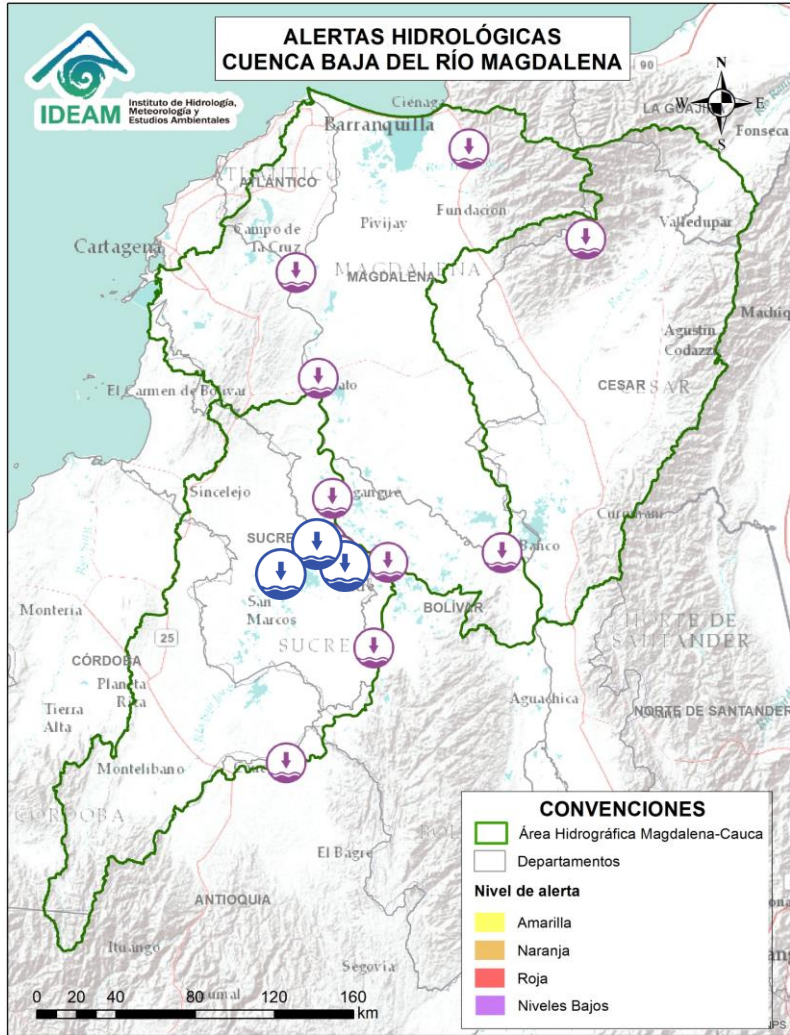 ALERTAS HIDROLÓGICAS
CUENCA BAJA DEL RÍO MAGDALENA
IDEAM
Instituto de Hidrología,
Meteorología y
Estudios Ambientales
90
N
W
E
S
LA GUAJIRA
Fonseca
Ciénaga
Barranquilla
ATLÁNTICO
ATLÁNTICO
Pivijay
Fundación
Valledupar
Campo de
la Cruz
Cartagena
MAGDALENA
MAGDALENA
Agustín
Codazzi
El Carmen de Bolívar
CESAR
CESAR
Sincelejo
Curumaní
SUCRE
Banco
San
Marcos
BOLÍVAR
Montería
25
SUCRE
NORTE DE
SANTANDER
CÓRDOBA
Planeta
Rica
Tierra
Alta
Aguachica
NORTE DE SANTANDER
Montelíbano
CÓRDOBA
El Bagre
ANTIOQUIA
Ituango
Segovia
0 20 40 80 120 160
km
CONVENCIONES
Área Hidrográfica Magdalena-Cauca
Departamentos
Nivel de alerta
Amarilla
Naranja
Roja
Niveles Bajos